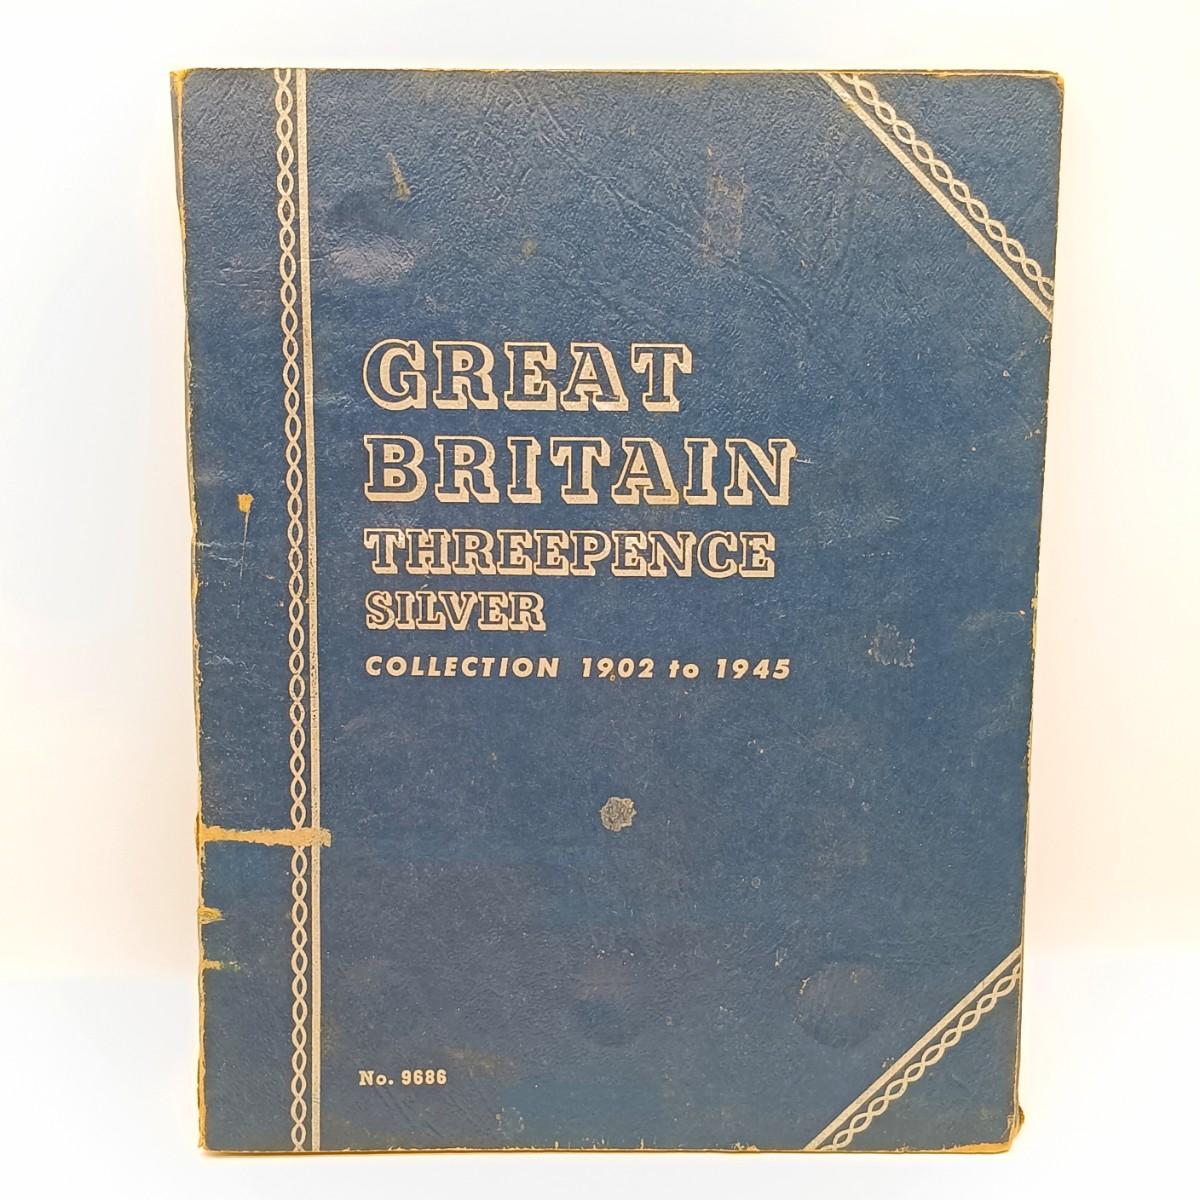 GREAT
BRITAIN
THREEPENCE
SILVER
COLLECTION 1902 to 1945
No. 9686